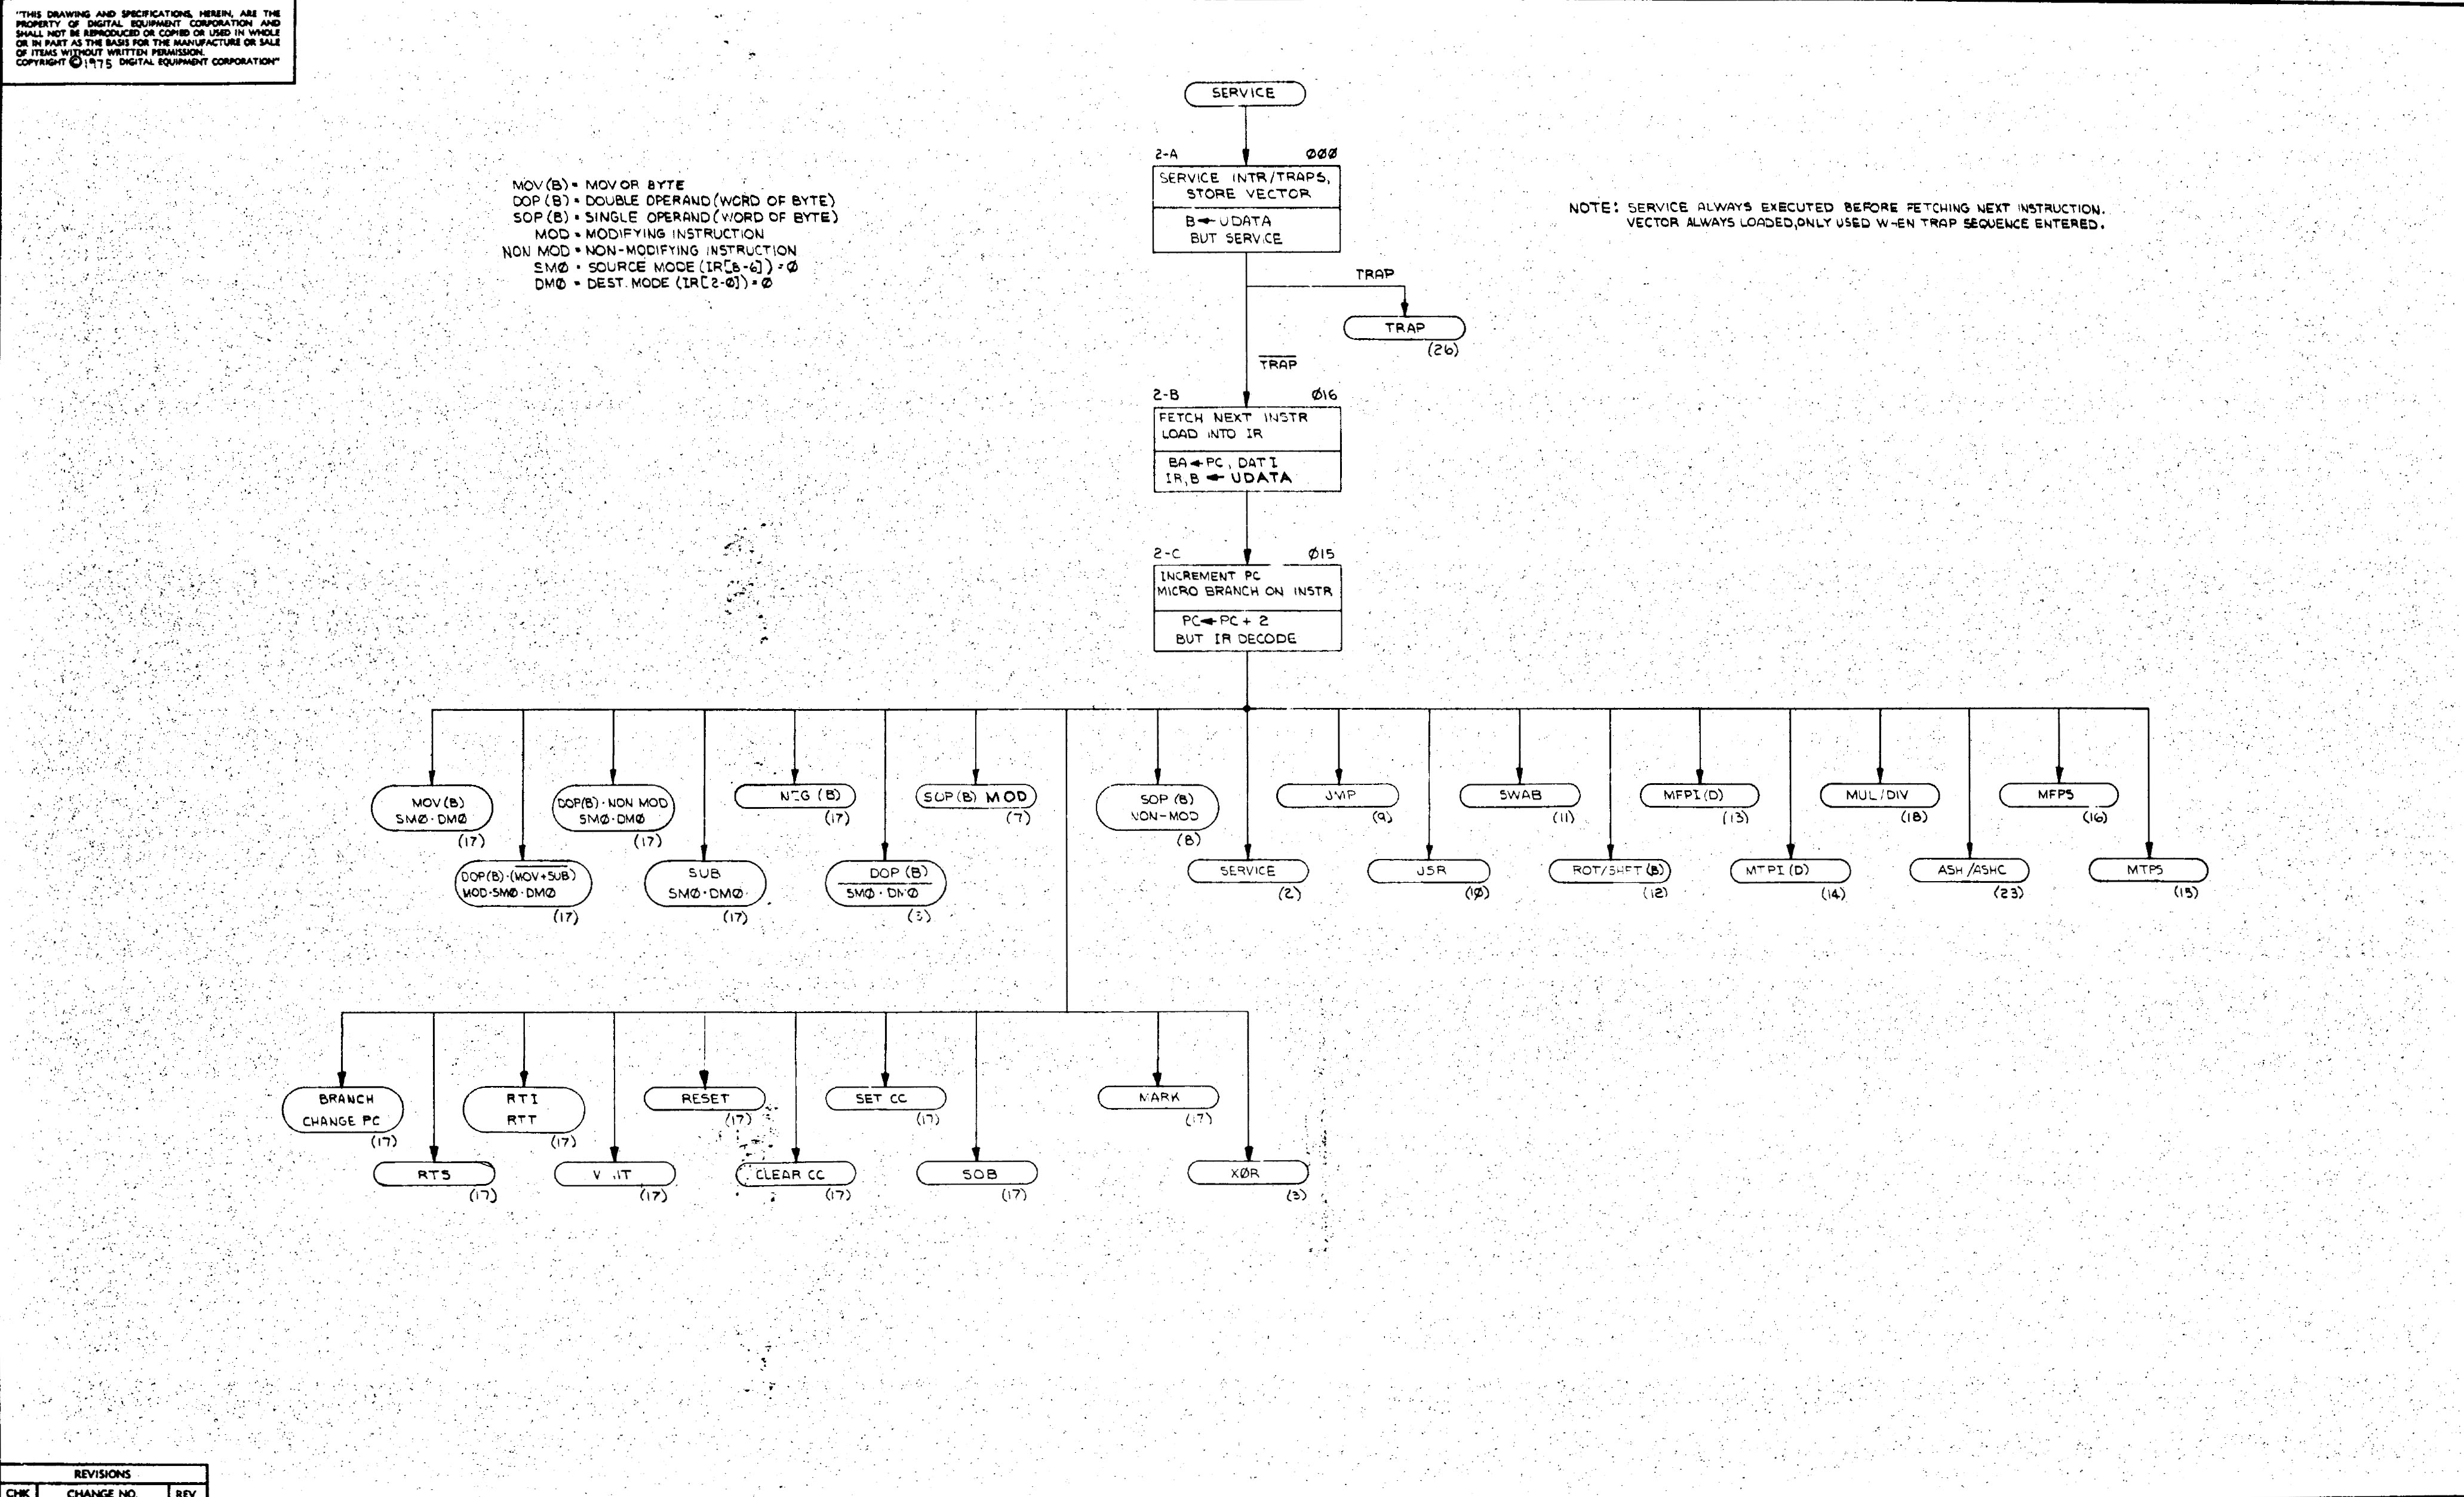 "THIS DRAWING AND SPECIFICATIONS, HEREIN, ARE THE
PROPERTY OF DIGITAL EQUIPMENT CORPORATION AND
SHALL NOT BE REPRODUCED OR COPIED OR USED IN WHOLE
OR IN PART AS THE BASIS FOR THE MANUFACTURE OR SALE
OF ITEMS WITHOUT WRITTEN PERMISSION.
COPYRIGHT ©1975 DIGITAL EQUIPMENT CORPORATION"
SERVICE
2-A 000
SERVICE INTR/TRAPS,
STORE VECTOR
B←UDATA
BUT SERVICE
MOV(B) = MOV OR BYTE
DOP(B) = DOUBLE OPERAND (WORD OF BYTE)
SOP(B) = SINGLE OPERAND (WORD OF BYTE)
MOD = MODIFYING INSTRUCTION
NON MOD = NON-MODIFYING INSTRUCTION
SMØ = SOURCE MODE (IR[8-6]) = Ø
DMØ = DEST. MODE (IR[2-Ø]) = Ø
NOTE: SERVICE ALWAYS EXECUTED BEFORE FETCHING NEXT INSTRUCTION.
VECTOR ALWAYS LOADED, ONLY USED W-EN TRAP SEQUENCE ENTERED.
TRAP
TRAP
(26)
TRAP
2-B Ø16
FETCH NEXT INSTR
LOAD INTO IR
BA←PC, DATI
IR,B ← UDATA
2-C Ø15
INCREMENT PC
MICRO BRANCH ON INSTR
PC←PC + 2
BUT IR DECODE
MOV(B)
SMØ·DMØ
(17)
DOP(B)·NON MOD
SMØ·DMØ
(17)
NEG (B)
(17)
SOP(B) MOD
(7)
SOP (B)
NON-MOD
(8)
JMP
(9)
SWAB
(11)
MFPI(D)
(13)
MUL/DIV
(18)
MFPS
(16)
DOP(B)·(MOV+SUB)
MOD·SMØ·DMØ
(17)
SUB
SMØ·DMØ
(17)
DOP (B)
SMØ·DMØ
(3)
SERVICE
(2)
JSR
(1Ø)
ROT/SHFT(B)
(12)
MTPI(D)
(14)
ASH/ASHC
(23)
MTPS
(15)
BRANCH
CHANGE PC
(17)
RTI
RTT
(17)
RESET
(17)
SET CC
(17)
MARK
(17)
RTS
(17)
(17)
CLEAR CC
(17)
SOB
(17)
XØR
(3)
REVISIONS
CHK CHANGE NO. REV